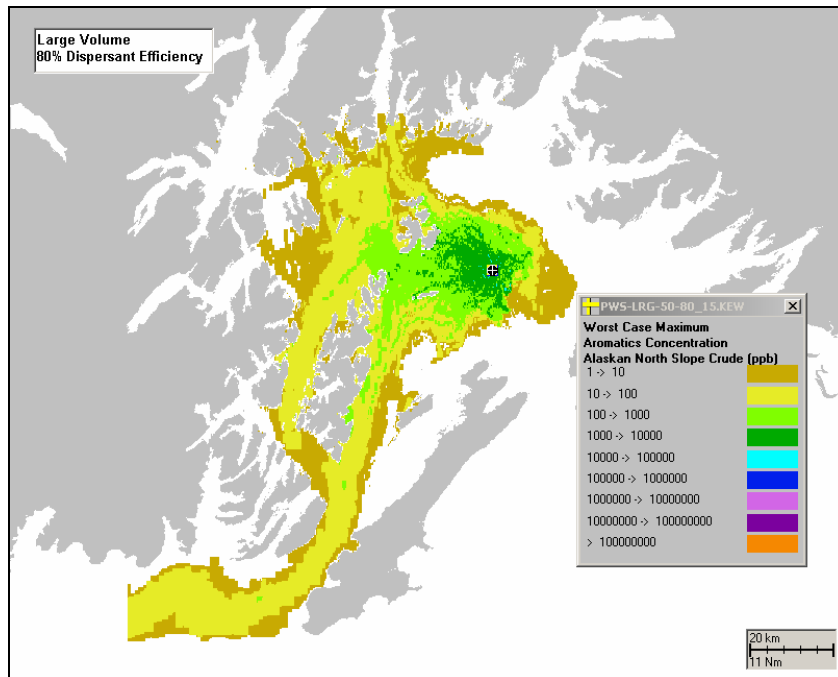 Large Volume
80% Dispersant Efficiency
PWS-LRG-50-80_15.KEW
Worst Case Maximum
Aromatics Concentration
Alaskan North Slope Crude (ppb)
1 -> 10
10 -> 100
100 -> 1000
1000 -> 10000
10000 -> 100000
100000 -> 1000000
1000000 -> 10000000
10000000 -> 100000000
> 100000000
20 km
11 Nm